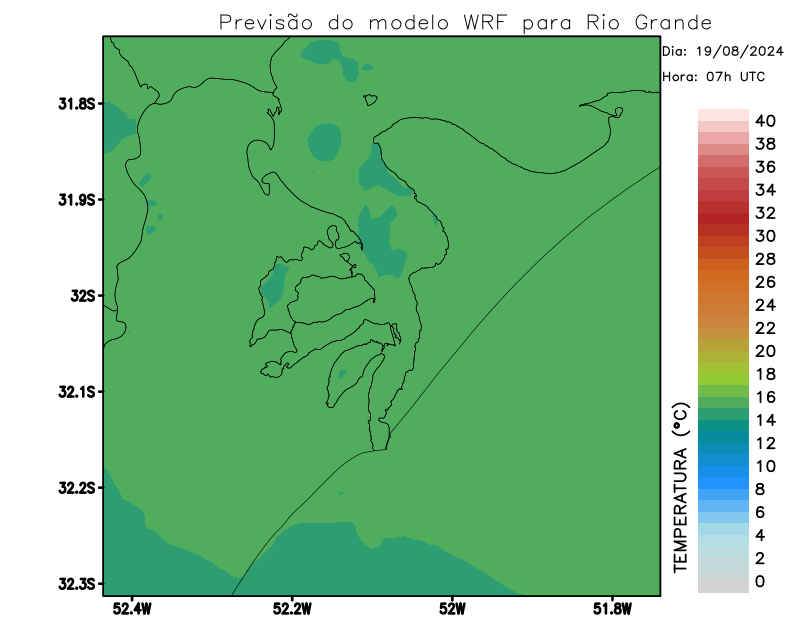 Previsão do modelo WRF para Rio Grande
Dia: 19/08/2024
Hora: 07h UTC
31.8S
31.9S
32S
32.1S
32.2S
32.3S
52.4W
52.2W
52W
51.8W
TEMPERATURA (°C)
40
38
36
34
32
30
28
26
24
22
20
18
16
14
12
10
8
6
4
2
0